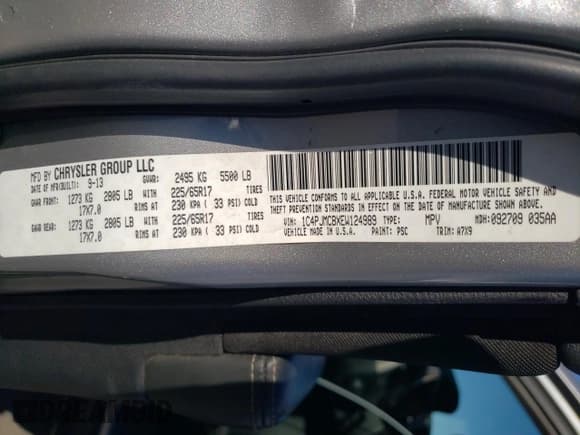 MFD BY CHRYSLER GROUP LLC
DATE OF MFR(BUILT): 9-13 GVWR: 2495 KG 5500 LB
GAWR FRONT: 1273 KG 2805 LB WITH 225/65R17 TIRES
17X7.0 RIMS AT 230 KPA ( 33 PSI) COLD
GAWR REAR: 1273 KG 2805 LB WITH 225/65R17 TIRES
17X7.0 RIMS AT 230 KPA ( 33 PSI) COLD
THIS VEHICLE CONFORMS TO ALL APPLICABLE U.S.A. FEDERAL MOTOR VEHICLE SAFETY AND
THEFT PREVENTION STANDARDS IN EFFECT ON THE DATE OF MANUFACTURE SHOWN ABOVE.
VIN: 1C4PJMCBXEW124989 TYPE: MPV MDH: 092709 035AA
VEHICLE MADE IN U.S.A. PAINT: PSC TRIM: A7X9
DREAMBID